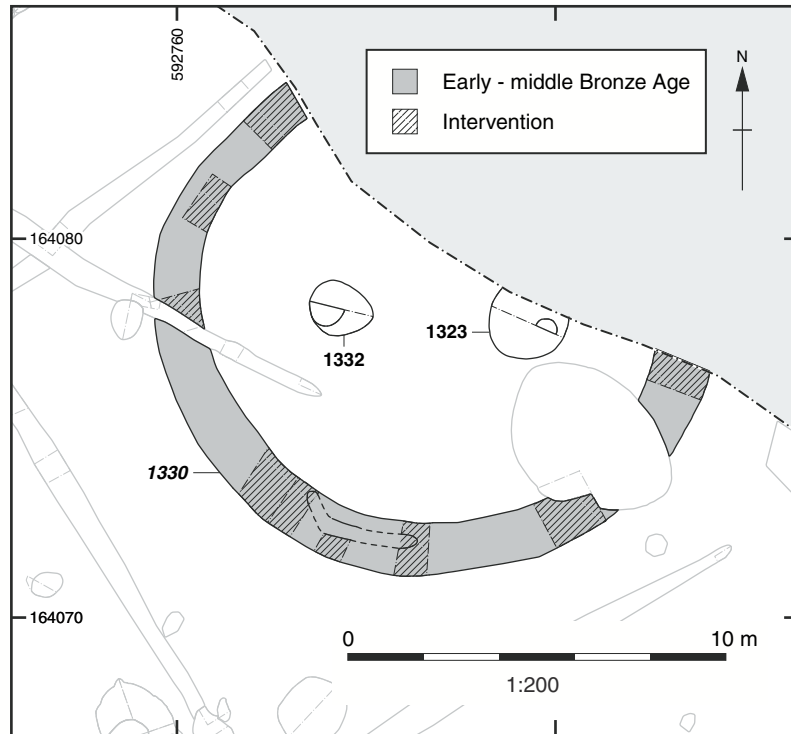 592760
Early - middle Bronze Age
N
Intervention
164080
1323
1332
1330
164070
0 10 m
1:200